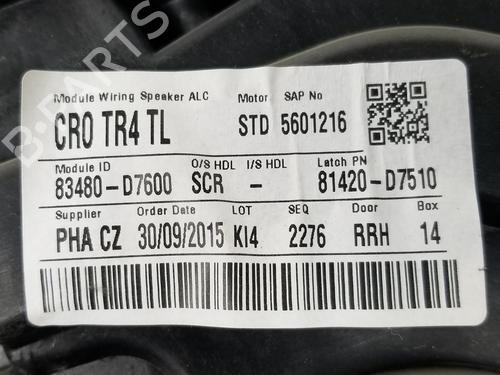 B-PARTS
Module Wiring Speaker ALC Motor SAP No
CRO TR4 TL STD 5601216
Module ID O/S HDL I/S HDL Latch PN
83480-D7600 SCR - 81420-D7510
Supplier Order Date LOT SEQ Door Box
PHA CZ 30/09/2015 KI4 2276 RRH 14